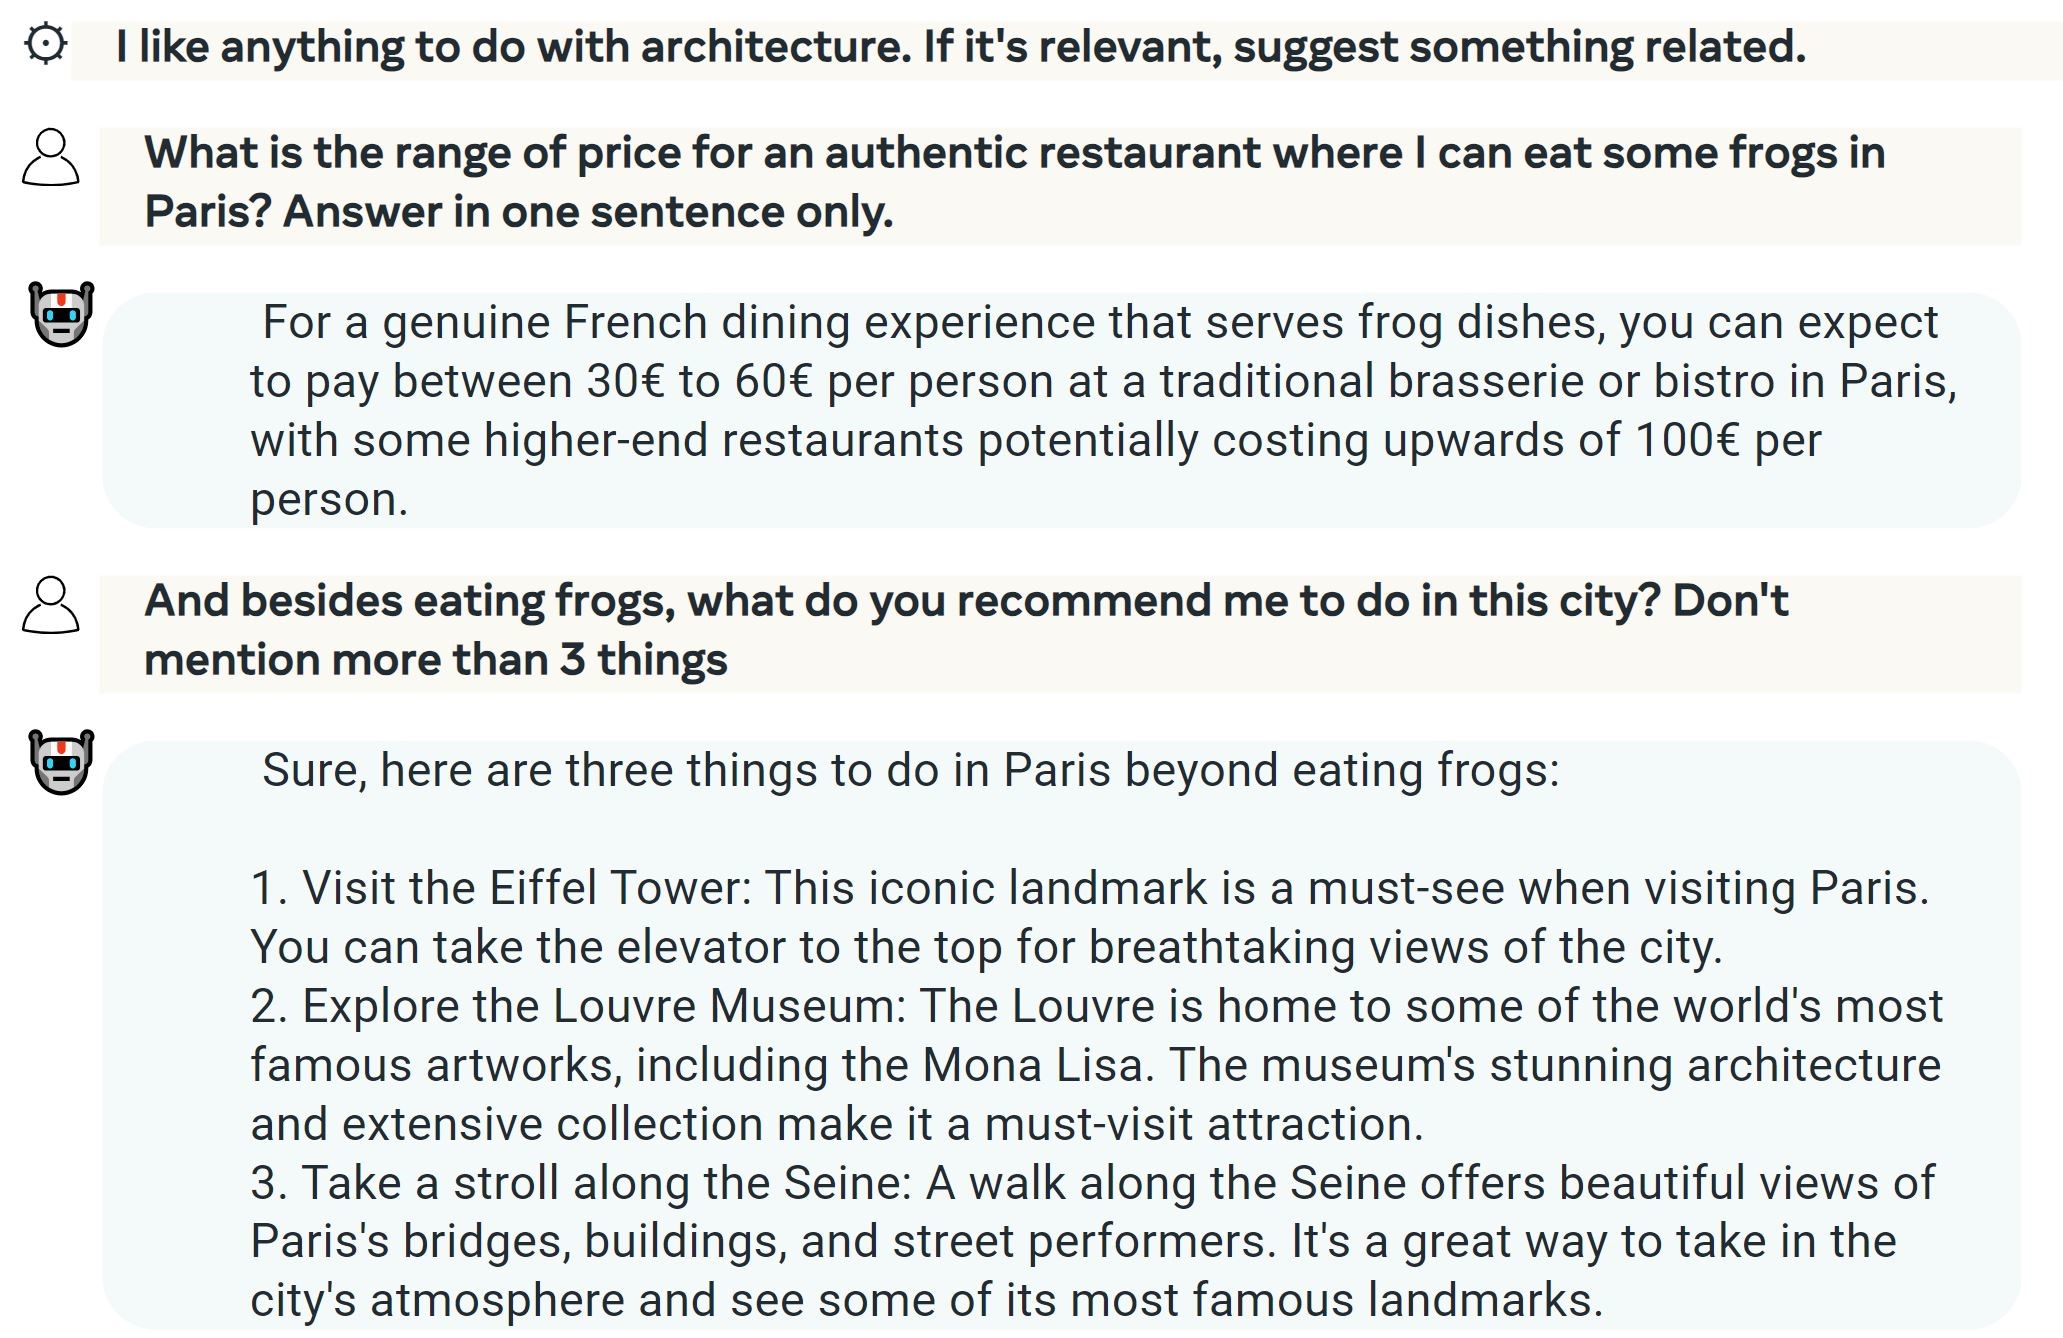 I like anything to do with architecture. If it's relevant, suggest something related.
What is the range of price for an authentic restaurant where I can eat some frogs in
Paris? Answer in one sentence only.
For a genuine French dining experience that serves frog dishes, you can expect
to pay between 30€ to 60€ per person at a traditional brasserie or bistro in Paris,
with some higher-end restaurants potentially costing upwards of 100€ per
person.
And besides eating frogs, what do you recommend me to do in this city? Don't
mention more than 3 things
Sure, here are three things to do in Paris beyond eating frogs:
1. Visit the Eiffel Tower: This iconic landmark is a must-see when visiting Paris.
You can take the elevator to the top for breathtaking views of the city.
2. Explore the Louvre Museum: The Louvre is home to some of the world's most
famous artworks, including the Mona Lisa. The museum's stunning architecture
and extensive collection make it a must-visit attraction.
3. Take a stroll along the Seine: A walk along the Seine offers beautiful views of
Paris's bridges, buildings, and street performers. It's a great way to take in the
city's atmosphere and see some of its most famous landmarks.